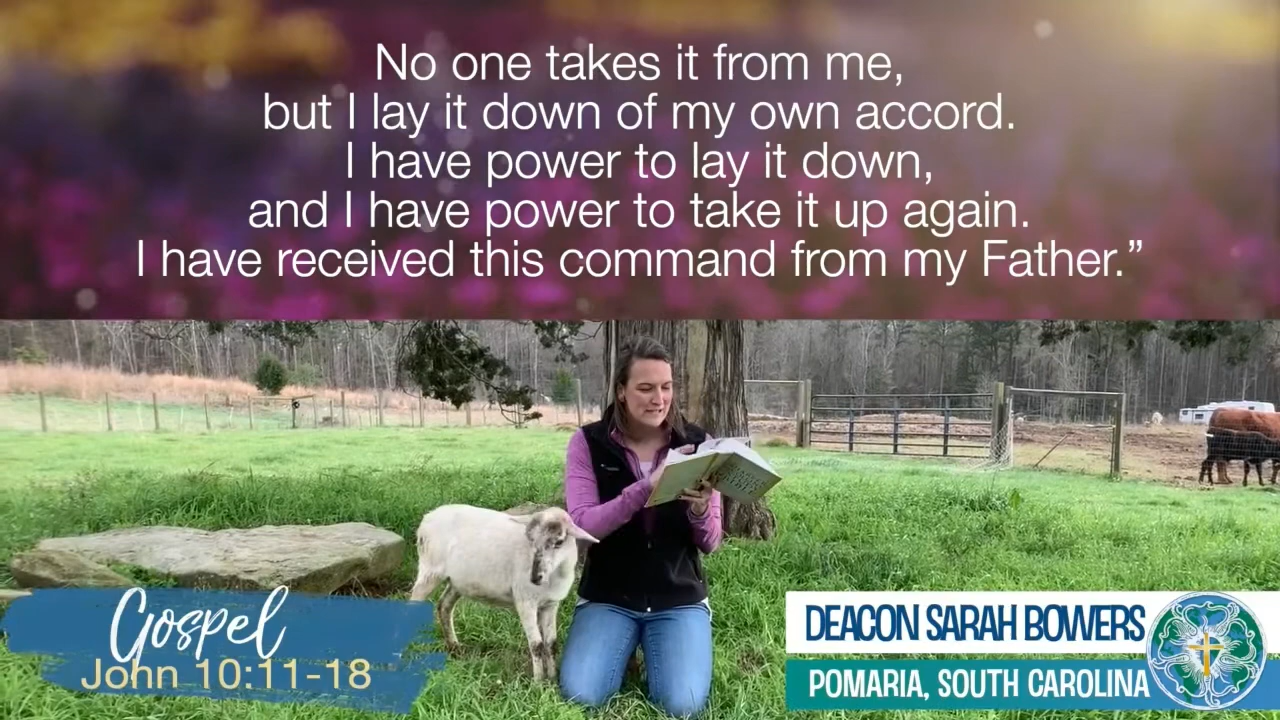 No one takes it from me,
but I lay it down of my own accord.
I have power to lay it down,
and I have power to take it up again.
I have received this command from my Father.”
Gospel
John 10:11-18
DEACON SARAH BOWERS
POMARIA, SOUTH CAROLINA